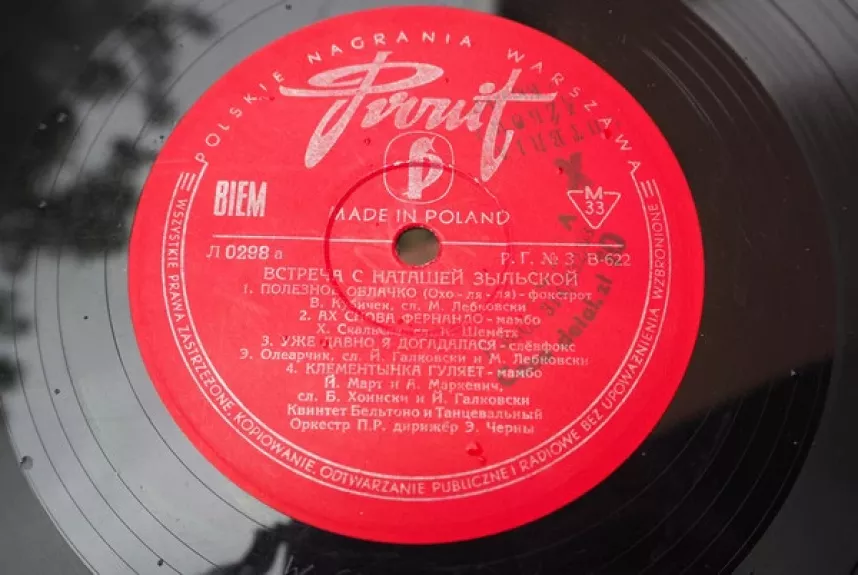 POLSKIE NAGRANIA WARSZAWA
Pronit
P
BIEM
MADE IN POLAND
M
33
Л 0298 а
Р. Г. № 3 В-622
ВСТРЕЧА С НАТАШЕЙ ЗЫЛЬСКОЙ
1. ПОЛЕЗНОЕ ОБЛАЧКО (Охо-ля-ля) - фокстрот
В. Кубичек, сл. М. Лебковски
2. АХ СНОВА ФЕРНАНДО - мамбо
Х. сл. К. Шеметх
3. УЖЕ ДАВНО Я ДОГАДАЛАСЯ - слёвфокс
Э. Олеарчик, сл. Й. Галковски и М. Лебковски
4. КЛЕМЕНТЫНКА ГУЛЯЕТ - мамбо
Й. Март и А. Маркевич,
сл. Б. Хоински и Й. Галковски
Квинтет Бельтоно и Танцевальный
Оркестр П.Р. дирижёр Э. Черны
WSZYSTKIE PRAWA ZASTRZEŻONE. KOPIOWANIE, ODTWARZANIE PUBLICZNE I RADIOWE BEZ UPOWAŻNIENIA WZBRONIONE